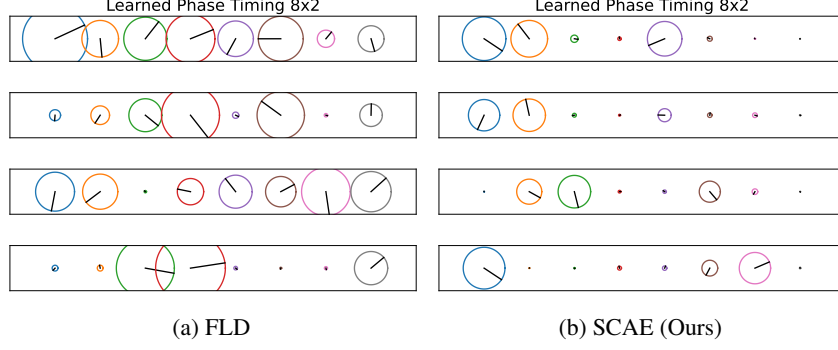 Learned Phase Timing 8x2
Learned Phase Timing 8x2
(a) FLD
(b) SCAE (Ours)